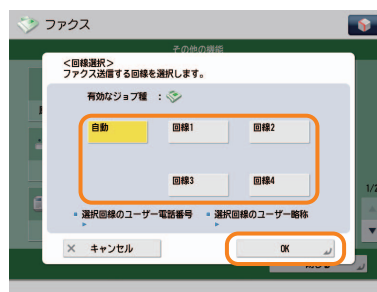 ファクス
その他の機能
<回線選択>
ファクス送信する回線を選択します。
有効なジョブ種 :
自動 回線1 回線2
回線3 回線4
1/2
選択回線のユーザー電話番号 選択回線のユーザー略称
× キャンセル OK